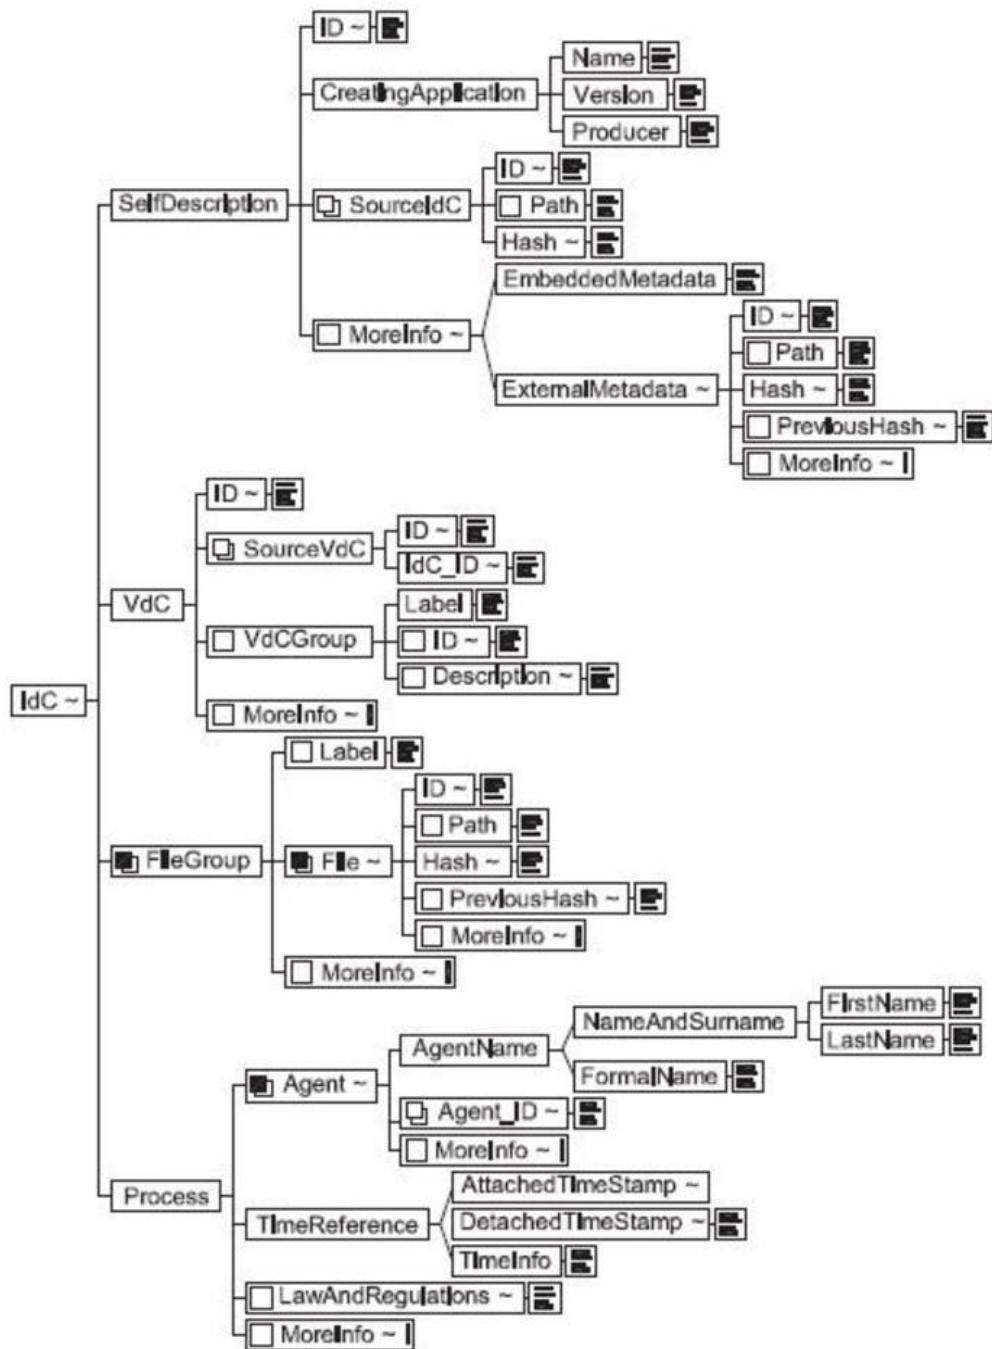 ID ~
CreatingApplication
Name
Version
Producer
SelfDescription
SourceIdC
ID ~
Path
Hash ~
MoreInfo ~
EmbeddedMetadata
ExternalMetadata ~
ID ~
Path
Hash ~
PreviousHash ~
MoreInfo ~
VdC
ID ~
SourceVdC
ID ~
IdC_ID ~
VdCGroup
Label
ID ~
Description ~
MoreInfo ~
IdC ~
FileGroup
Label
File ~
ID ~
Path
Hash ~
PreviousHash ~
MoreInfo ~
MoreInfo ~
Process
Agent ~
AgentName
NameAndSurname
FirstName
LastName
FormalName
Agent_ID ~
MoreInfo ~
TimeReference
AttachedTimeStamp ~
DetachedTimeStamp ~
TimeInfo
LawAndRegulations ~
MoreInfo ~